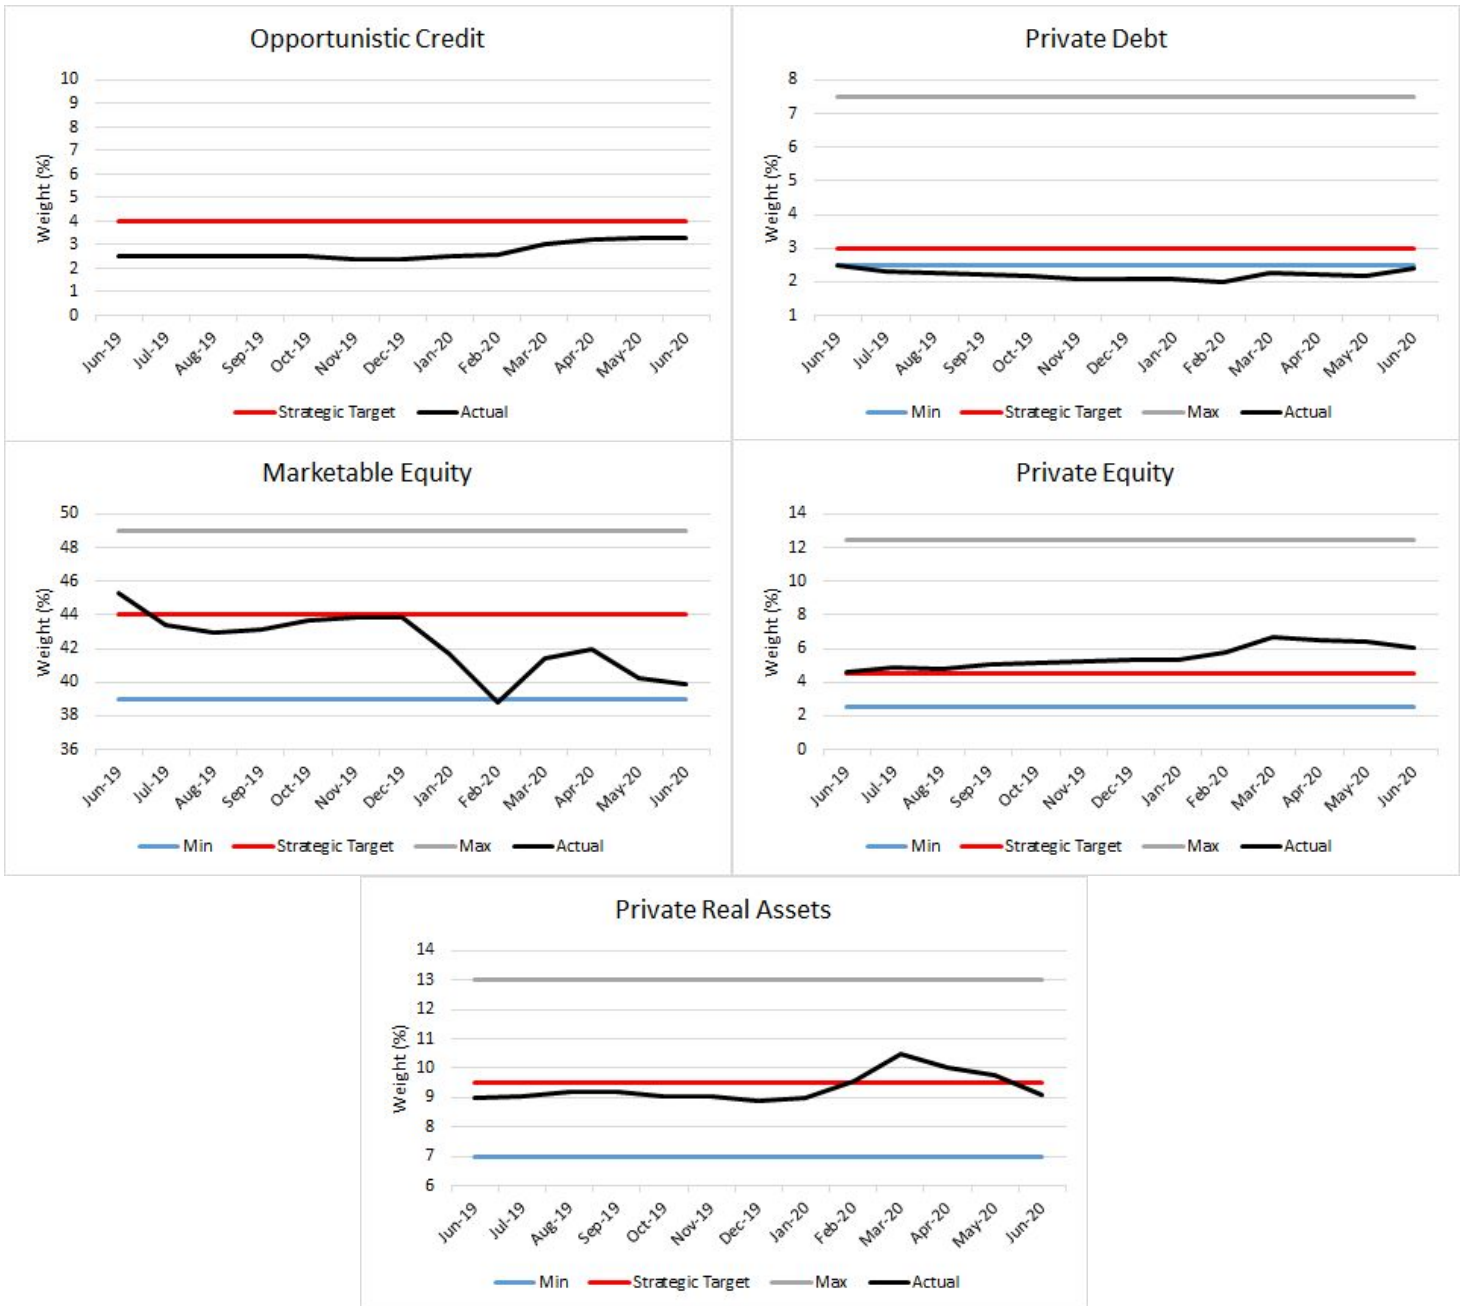 Opportunistic Credit
Weight (%)
10
9
8
7
6
5
4
3
2
1
0
Jun-19 Jul-19 Aug-19 Sep-19 Oct-19 Nov-19 Dec-19 Jan-20 Feb-20 Mar-20 Apr-20 May-20 Jun-20
Strategic Target Actual
Private Debt
Weight (%)
8
7
6
5
4
3
2
1
Jun-19 Jul-19 Aug-19 Sep-19 Oct-19 Nov-19 Dec-19 Jan-20 Feb-20 Mar-20 Apr-20 May-20 Jun-20
Min Strategic Target Max Actual
Marketable Equity
Weight (%)
50
48
46
44
42
40
38
36
Jun-19 Jul-19 Aug-19 Sep-19 Oct-19 Nov-19 Dec-19 Jan-20 Feb-20 Mar-20 Apr-20 May-20 Jun-20
Min Strategic Target Max Actual
Private Equity
Weight (%)
14
12
10
8
6
4
2
0
Jun-19 Jul-19 Aug-19 Sep-19 Oct-19 Nov-19 Dec-19 Jan-20 Feb-20 Mar-20 Apr-20 May-20 Jun-20
Min Strategic Target Max Actual
Private Real Assets
Weight (%)
14
13
12
11
10
9
8
7
6
Jun-19 Jul-19 Aug-19 Sep-19 Oct-19 Nov-19 Dec-19 Jan-20 Feb-20 Mar-20 Apr-20 May-20 Jun-20
Min Strategic Target Max Actual